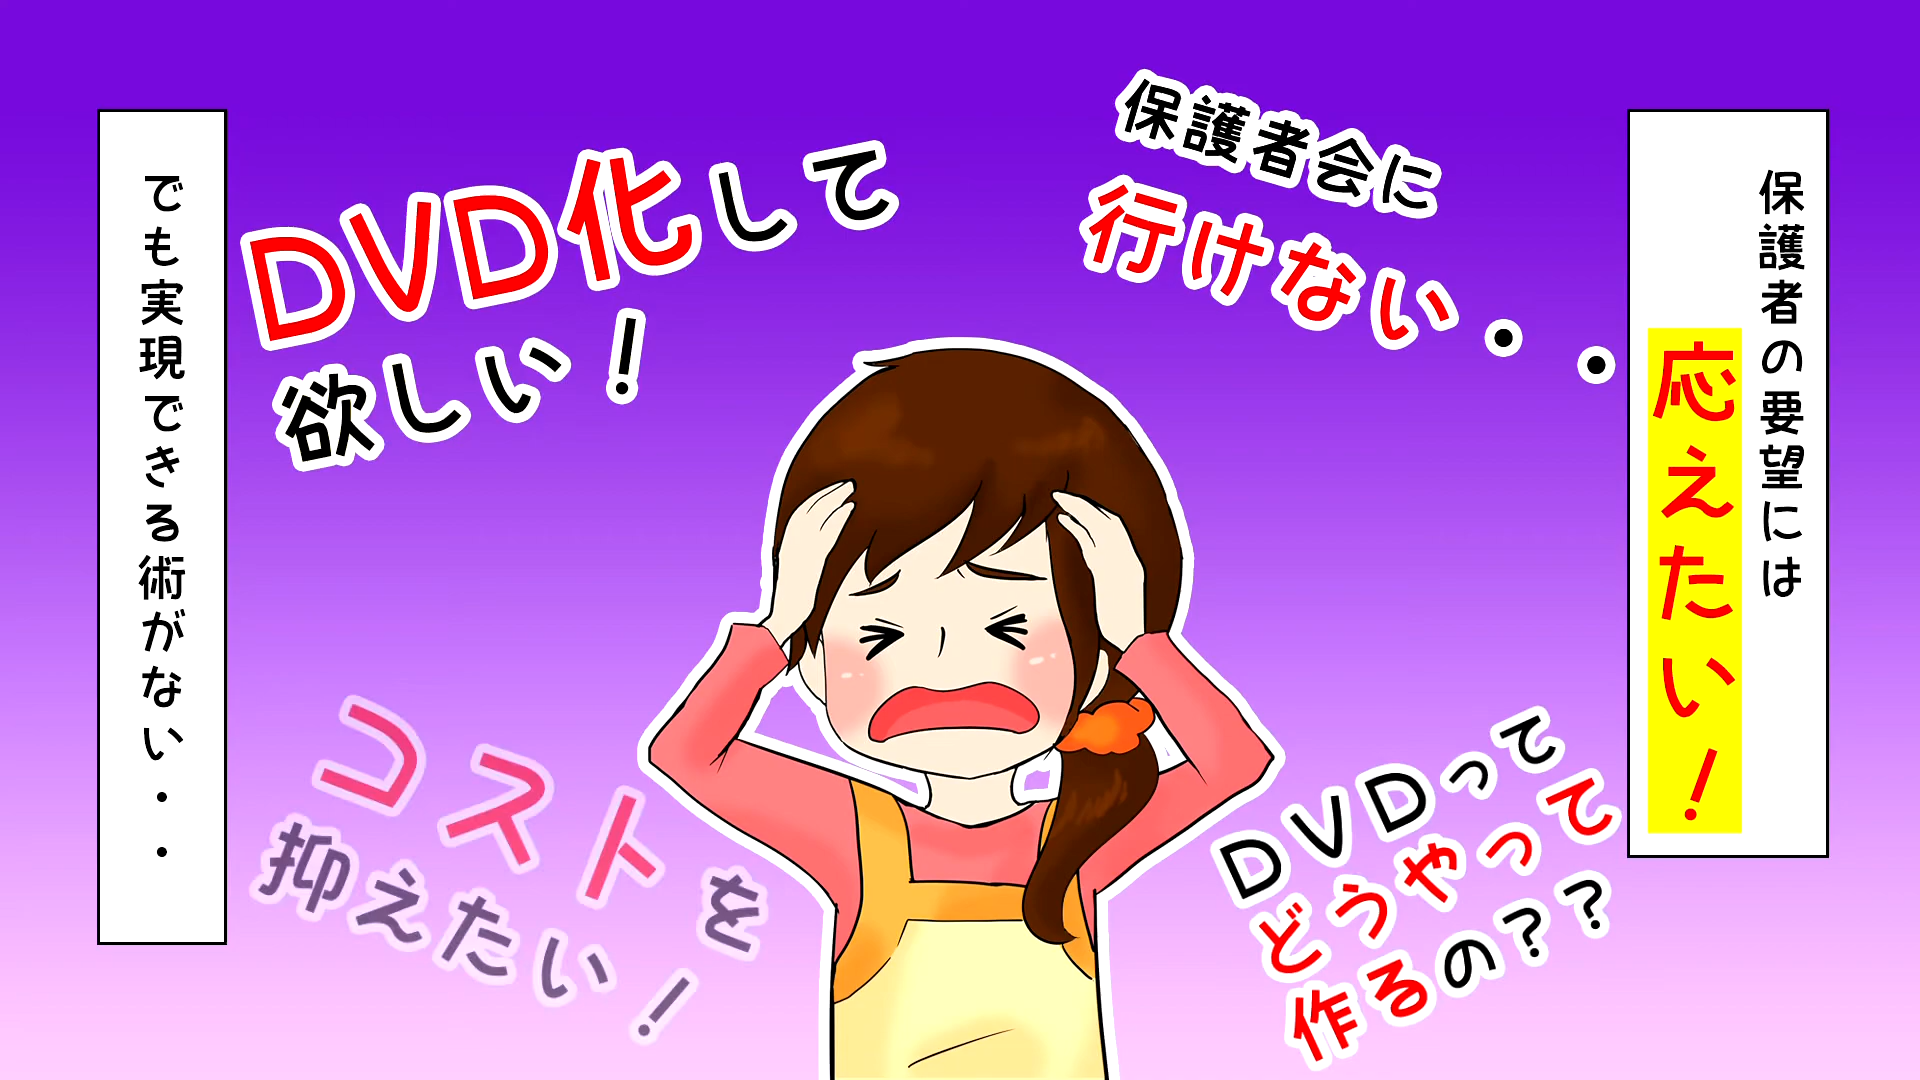 保護者の要望には
応えたい！
保護者会に
行けない・・
DVD化して
欲しい！
DVDって
どうやって
作るの？？
コストを
抑えたい！
でも実現できる術がない・・・